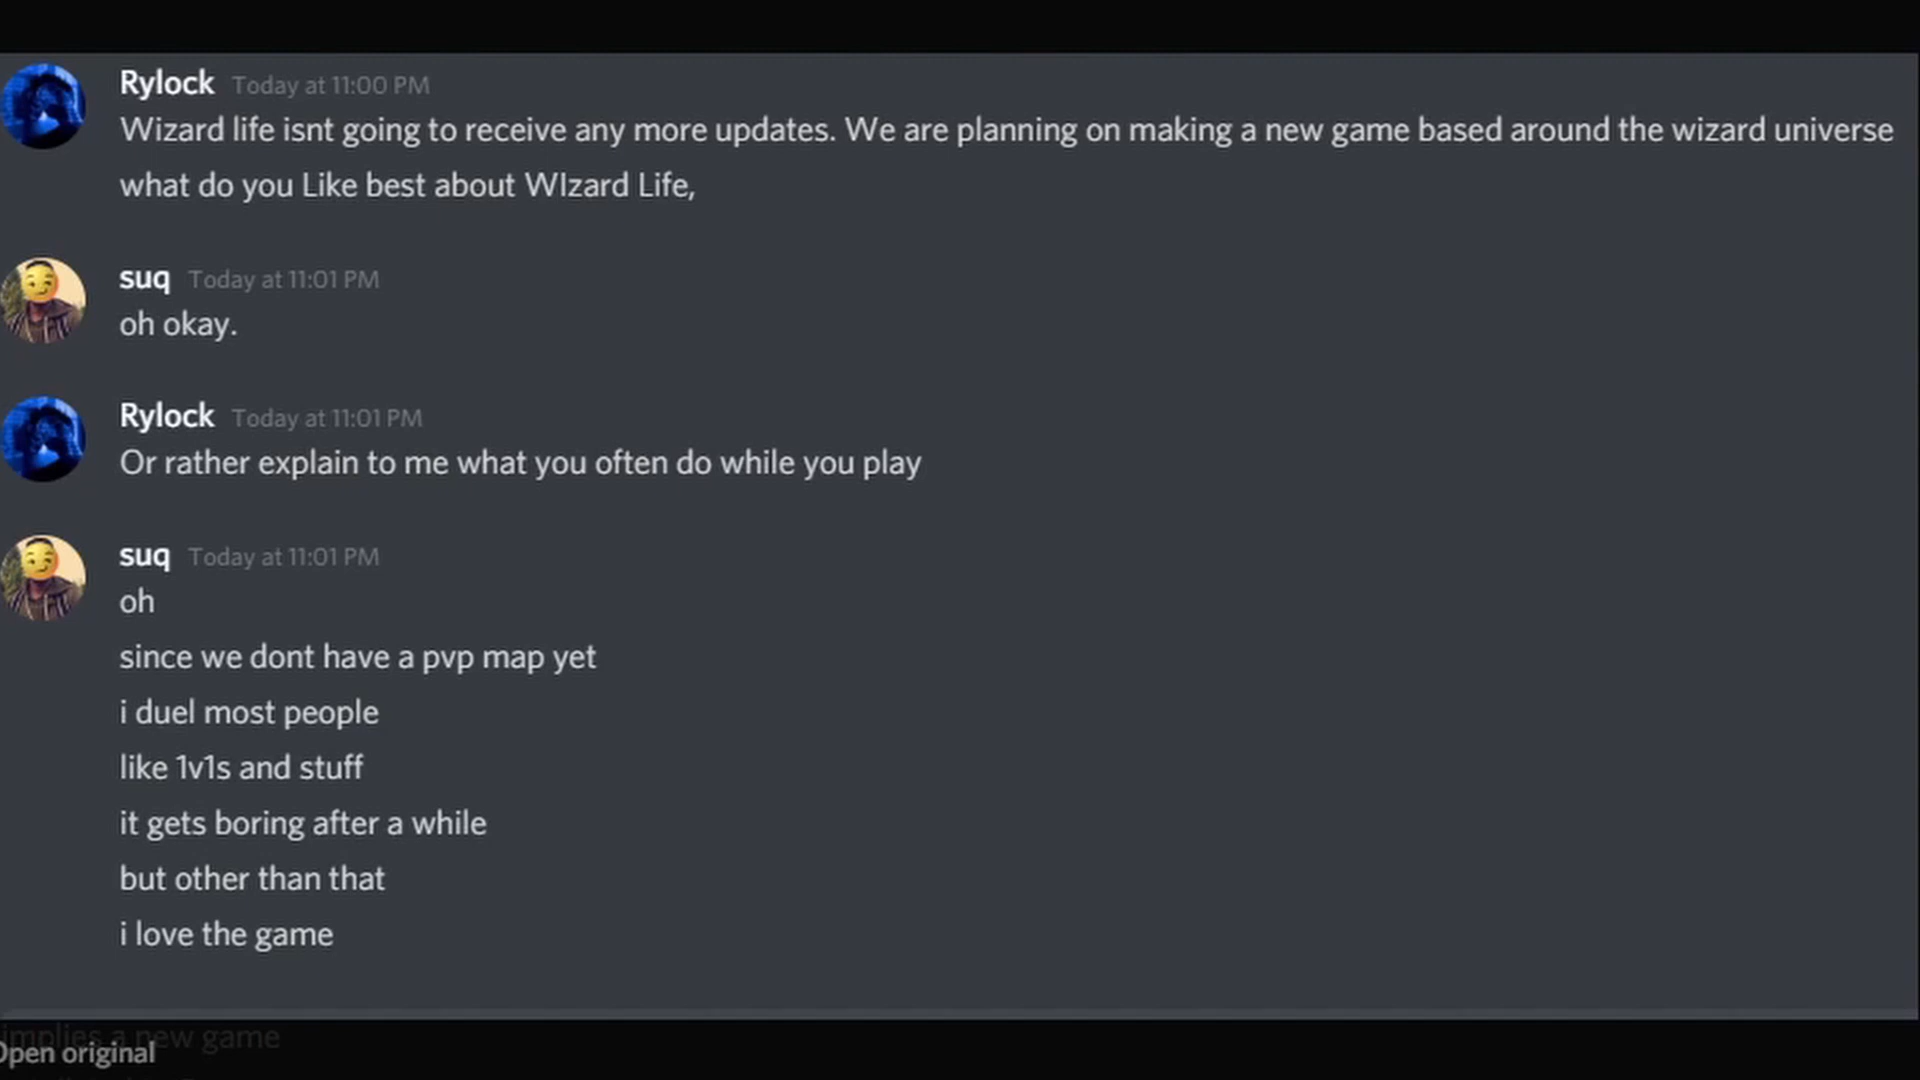 Rylock Today at 11:00 PM
Wizard life isnt going to receive any more updates. We are planning on making a new game based around the wizard universe
what do you Like best about WIzard Life,
suq Today at 11:01 PM
oh okay.
Rylock Today at 11:01 PM
Or rather explain to me what you often do while you play
suq Today at 11:01 PM
oh
since we dont have a pvp map yet
i duel most people
like 1v1s and stuff
it gets boring after a while
but other than that
i love the game
implies a new game
Open original